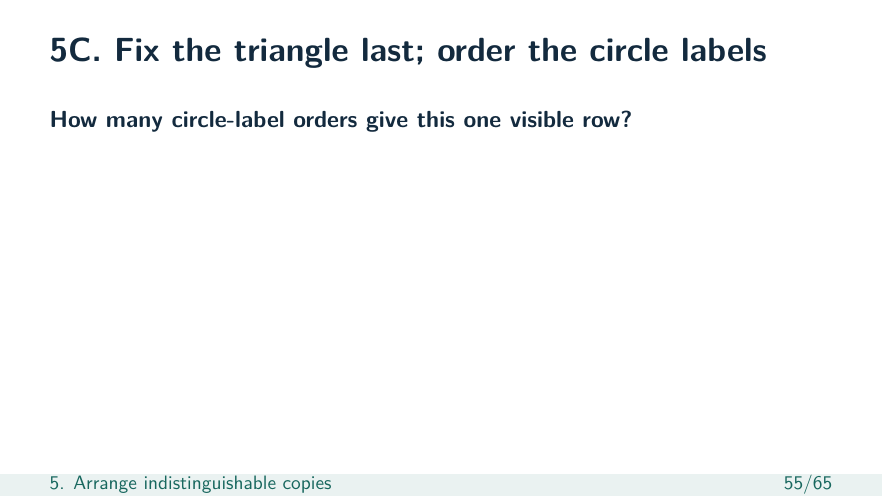 5C. Fix the triangle last; order the circle labels
How many circle-label orders give this one visible row?
5. Arrange indistinguishable copies
55/65